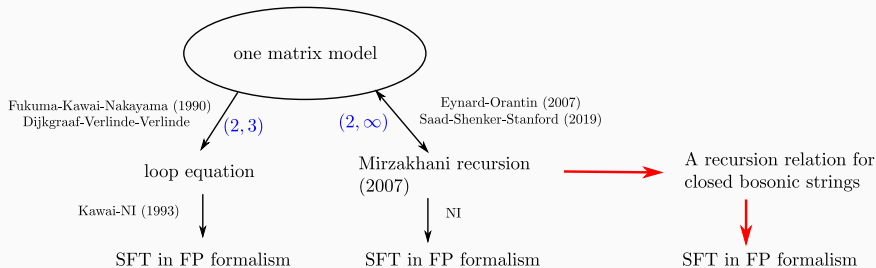 one matrix model
Fukuma-Kawai-Nakayama (1990)
Dijkgraaf-Verlinde-Verlinde
(2, 3)
(2, ∞)
Eynard-Orantin (2007)
Saad-Shenker-Stanford (2019)
loop equation
Mirzakhani recursion
(2007)
A recursion relation for
closed bosonic strings
Kawai-NI (1993)
NI
SFT in FP formalism
SFT in FP formalism
SFT in FP formalism